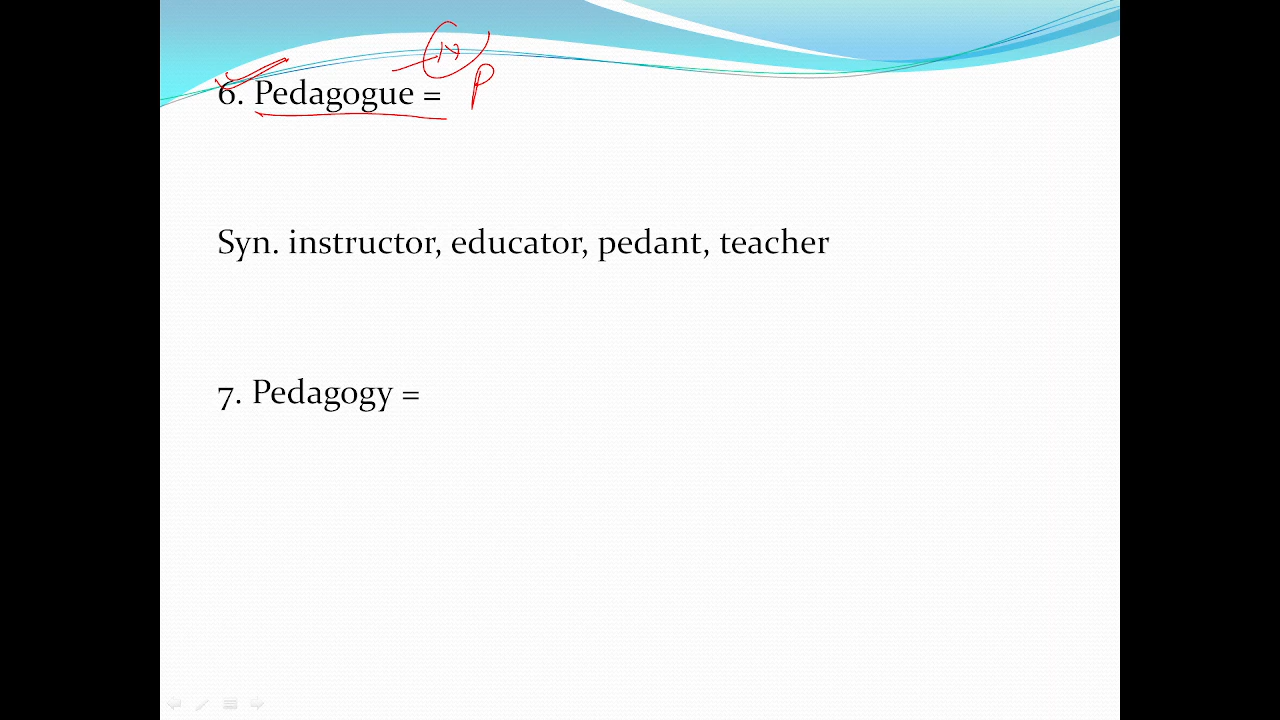 6. Pedagogue = P
Syn. instructor, educator, pedant, teacher
7. Pedagogy =